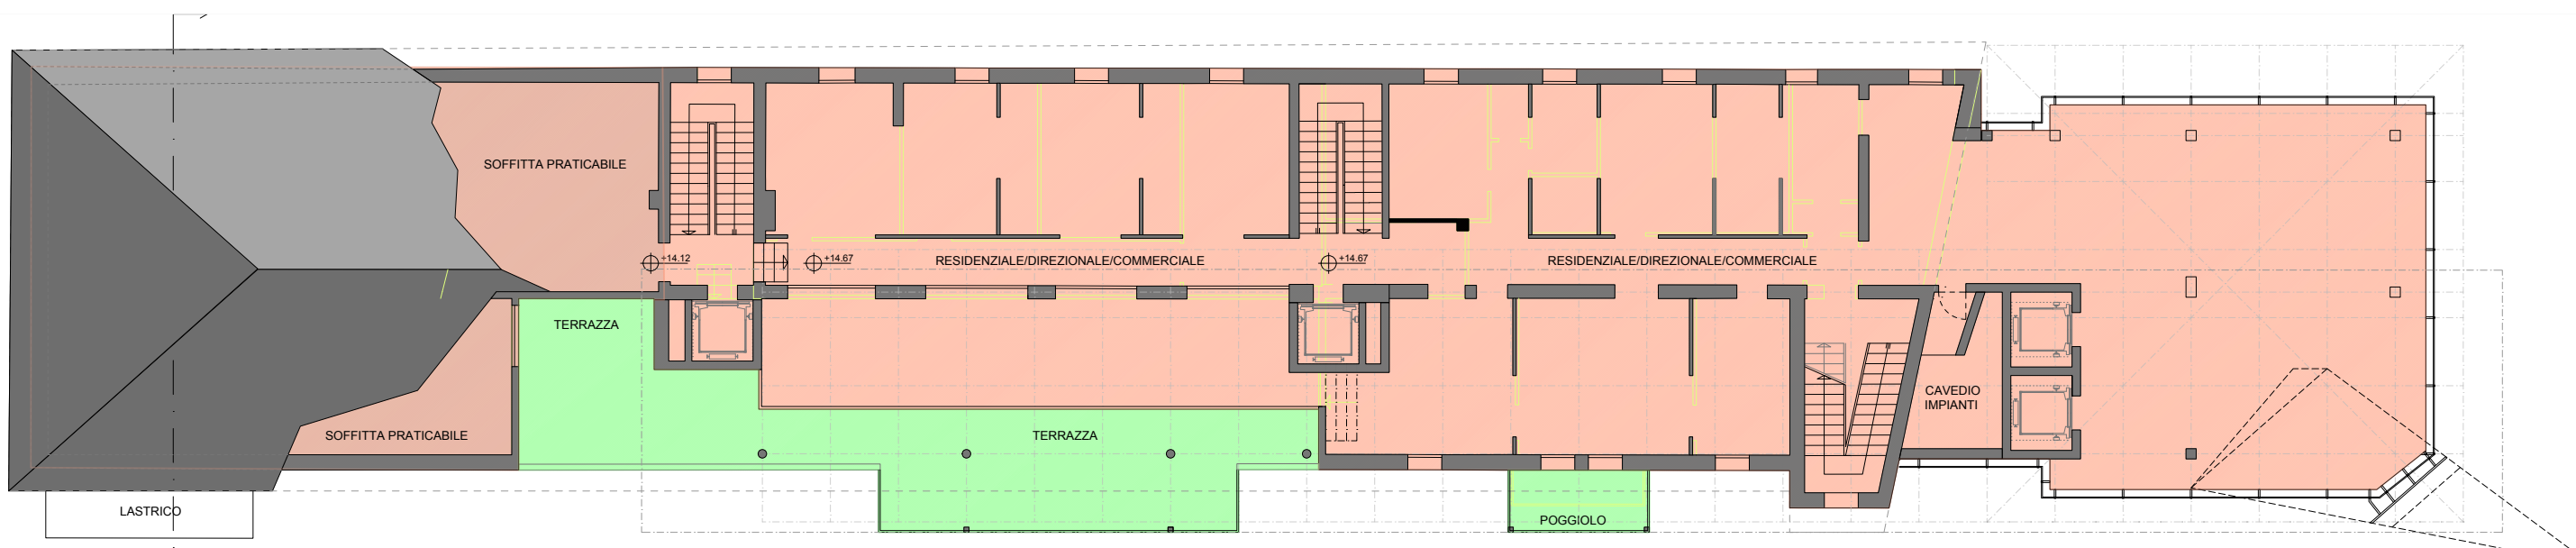 SOFFITTA PRATICABILE
+14.12
+14.67
RESIDENZIALE/DIREZIONALE/COMMERCIALE
+14.67
RESIDENZIALE/DIREZIONALE/COMMERCIALE
TERRAZZA
CAVEDIO
IMPIANTI
SOFFITTA PRATICABILE
TERRAZZA
LASTRICO
POGGIOLO